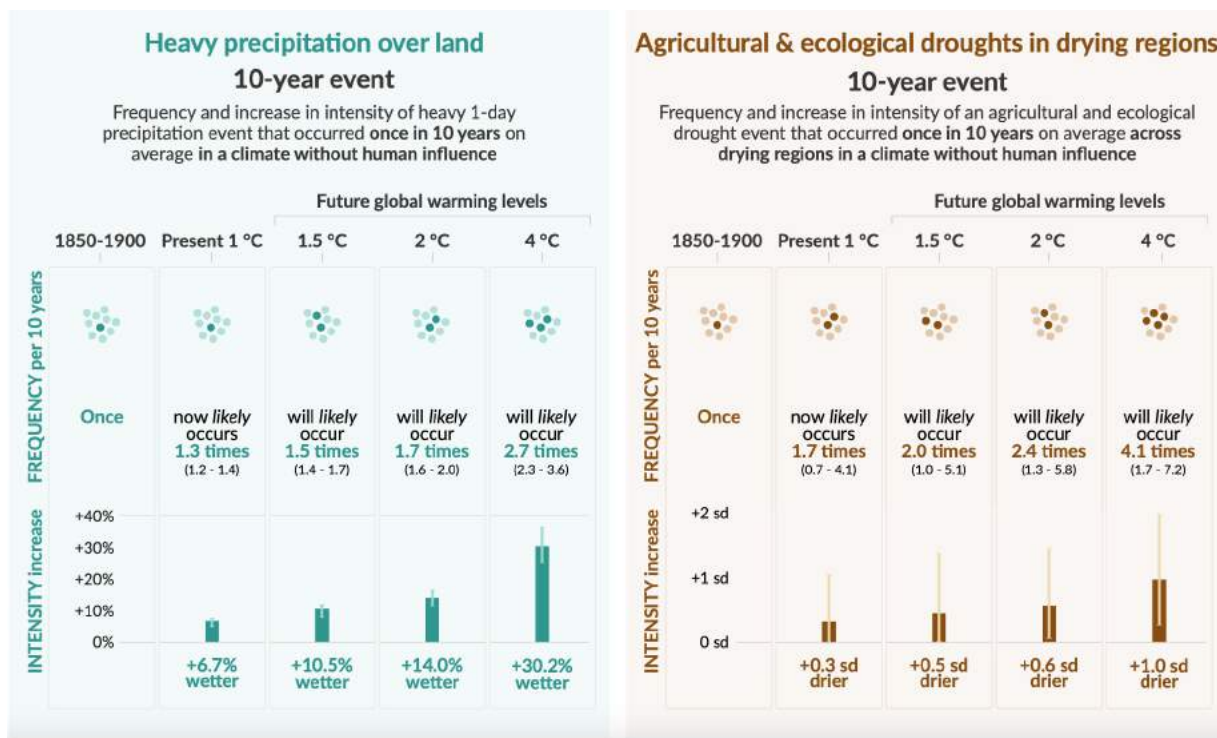 Heavy precipitation over land
10-year event
Frequency and increase in intensity of heavy 1-day
precipitation event that occurred once in 10 years on
average in a climate without human influence
Future global warming levels
1850-1900 Present 1 °C 1.5 °C 2 °C 4 °C
FREQUENCY per 10 years
Once
now likely occurs 1.3 times (1.2 - 1.4)
will likely occur 1.5 times (1.4 - 1.7)
will likely occur 1.7 times (1.6 - 2.0)
will likely occur 2.7 times (2.3 - 3.6)
INTENSITY increase
+40%
+30%
+20%
+10%
0%
+6.7% wetter
+10.5% wetter
+14.0% wetter
+30.2% wetter
Agricultural & ecological droughts in drying regions
10-year event
Frequency and increase in intensity of an agricultural and ecological
drought event that occurred once in 10 years on average across
drying regions in a climate without human influence
Future global warming levels
1850-1900 Present 1 °C 1.5 °C 2 °C 4 °C
FREQUENCY per 10 years
Once
now likely occurs 1.7 times (0.7 - 4.1)
will likely occur 2.0 times (1.0 - 5.1)
will likely occur 2.4 times (1.3 - 5.8)
will likely occur 4.1 times (1.7 - 7.2)
INTENSITY increase
+2 sd
+1 sd
0 sd
+0.3 sd drier
+0.5 sd drier
+0.6 sd drier
+1.0 sd drier